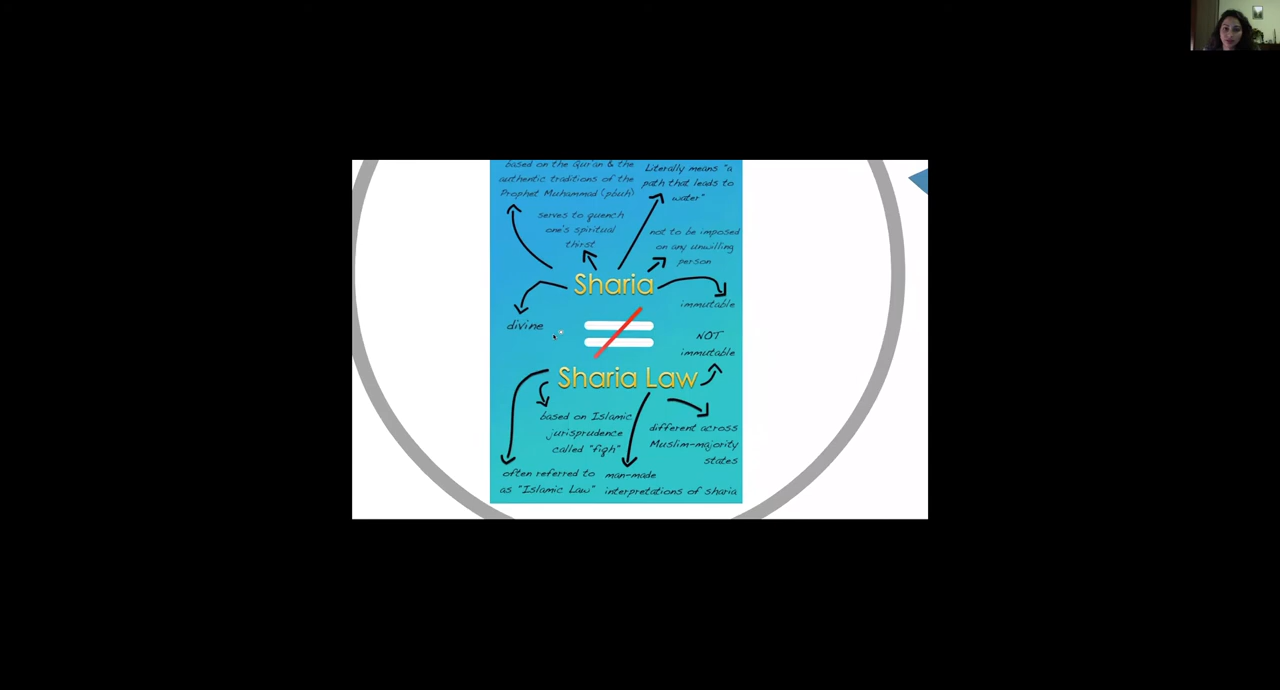 based on the Qur'an & the
authentic traditions of the
Prophet Muhammad (pbuh)
Literally means "a
path that leads to
water"
serves to quench
one's spiritual
thirst
not to be imposed
on any unwilling
person
Sharia
immutable
divine
NOT
immutable
Sharia Law
based on Islamic
jurisprudence
called "fiqh"
different across
Muslim-majority
states
often referred to
as "Islamic Law"
man-made
interpretations of sharia